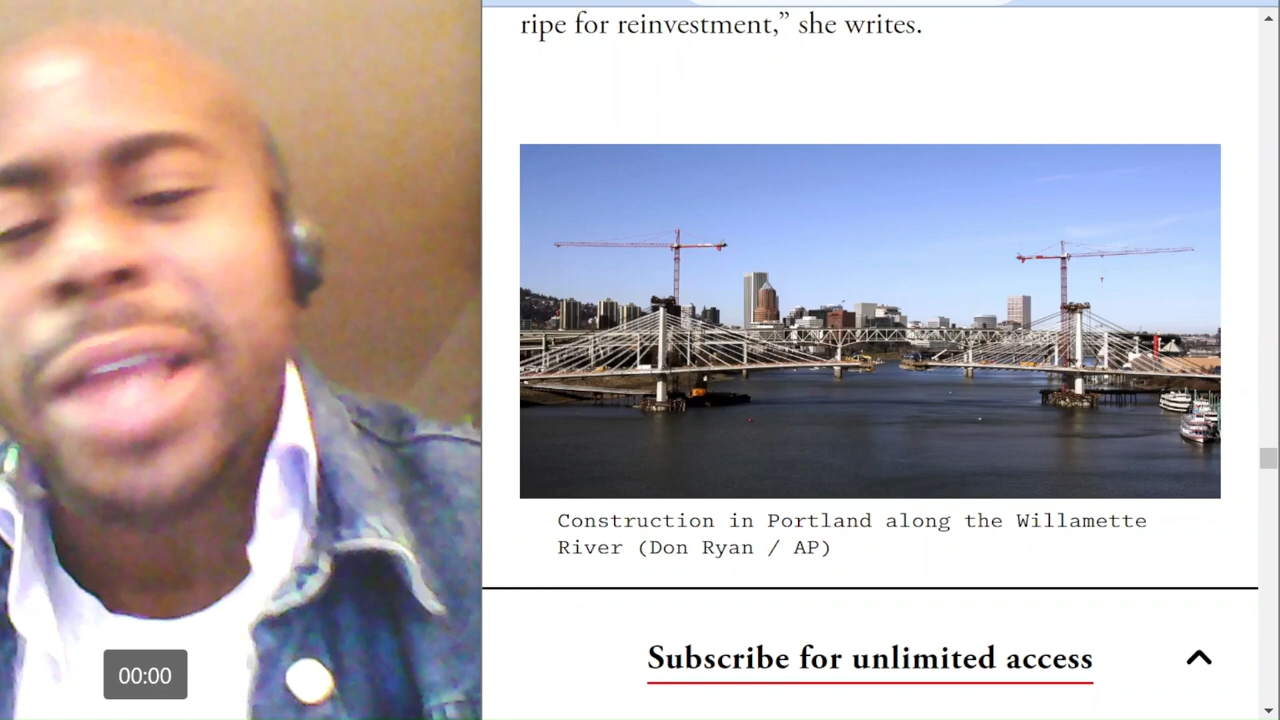 ripe for reinvestment,” she writes.
Construction in Portland along the Willamette
River (Don Ryan / AP)
Subscribe for unlimited access
00:00